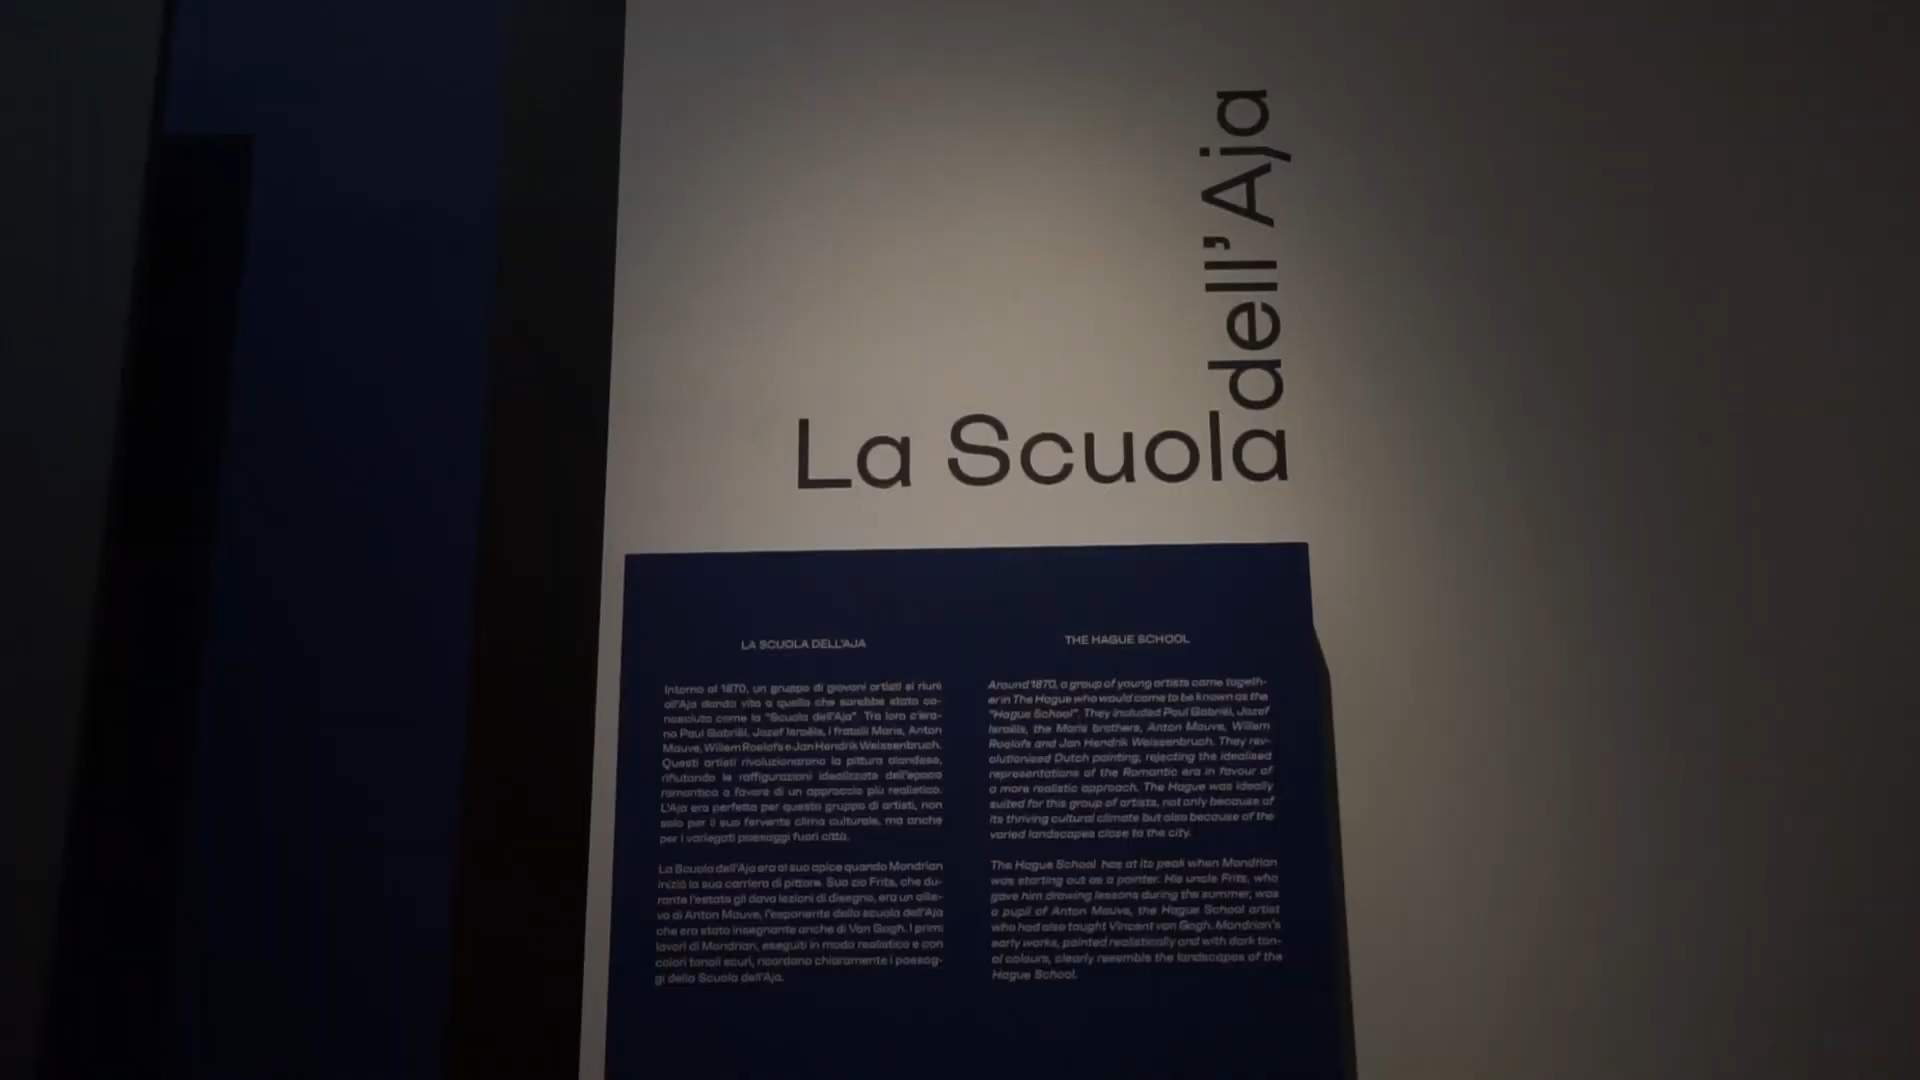 La Scuola
dell'Aja
LA SCUOLA DELL'AJA
Intorno al 1870, un gruppo di giovani artisti si riunì
all'Aja dando vita a quella che sarebbe stata co-
nosciuta come la "Scuola dell'Aja". Tra loro c'era-
no Paul Gabriël, Jozef Israëls, i fratelli Maris, Anton
Mauve, Willem Roelofs e Jan Hendrik Weissenbruch.
Questi artisti rivoluzionarono la pittura olandese,
rifiutando le raffigurazioni idealizzate dell'epoca
romantica a favore di un approccio più realistico.
L'Aja era perfetta per questo gruppo di artisti, non
solo per il suo fervente clima culturale, ma anche
per i variegati paesaggi fuori città.
La Scuola dell'Aja era al suo apice quando Mondrian
iniziò la sua carriera di pittore. Suo zio Frits, che du-
rante l'estate gli dava lezioni di disegno, era un allie-
vo di Anton Mauve, l'esponente della scuola dell'Aja
che era stato insegnante anche di Van Gogh. I primi
lavori di Mondrian, eseguiti in modo realistico e con
colori tonali scuri, ricordano chiaramente i paesag-
gi della Scuola dell'Aja.
THE HAGUE SCHOOL
Around 1870, a group of young artists came togeth-
er in The Hague who would come to be known as the
"Hague School". They included Paul Gabriël, Jozef
Israëls, the Maris brothers, Anton Mauve, Willem
Roelofs and Jan Hendrik Weissenbruch. They rev-
olutionised Dutch painting, rejecting the idealised
representations of the Romantic era in favour of
a more realistic approach. The Hague was ideally
suited for this group of artists, not only because of
its thriving cultural climate but also because of the
varied landscapes close to the city.
The Hague School has at its peak when Mondrian
was starting out as a painter. His uncle Frits, who
gave him drawing lessons during the summer, was
a pupil of Anton Mauve, the Hague School artist
who had also taught Vincent van Gogh. Mondrian's
early works, painted realistically and with dark ton-
al colours, clearly resemble the landscapes of the
Hague School.